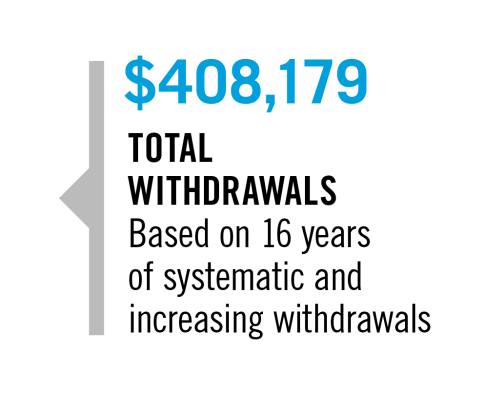 $408,179
TOTAL
WITHDRAWALS
Based on 16 years
of systematic and
increasing withdrawals